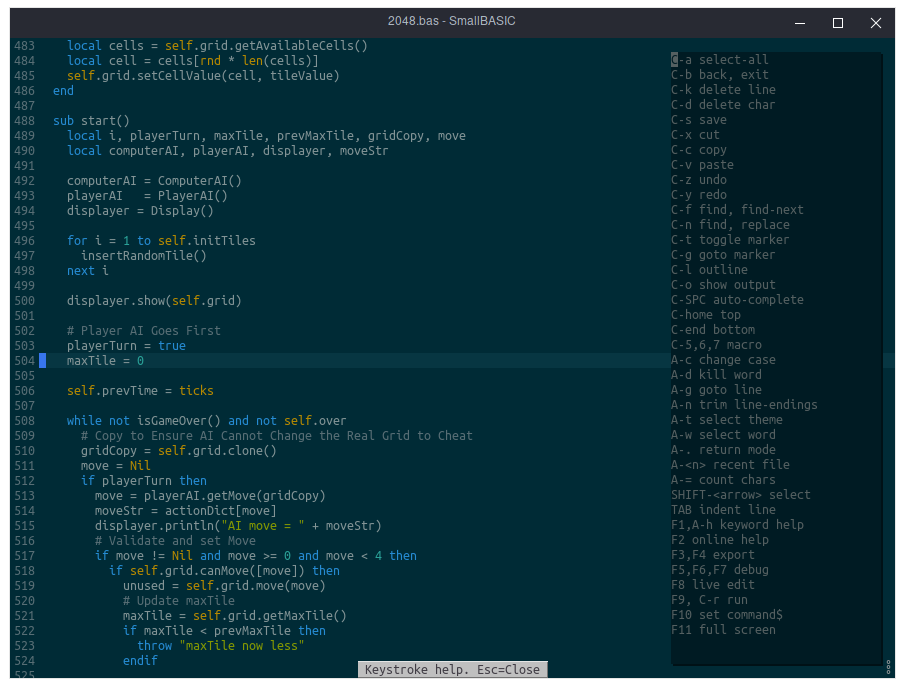 2048.bas - SmallBASIC
483 local cells = self.grid.getAvailableCells()
484 local cell = cells[rnd * len(cells)]
485 self.grid.setCellValue(cell, tileValue)
486 end
487
488 sub start()
489 local i, playerTurn, maxTile, prevMaxTile, gridCopy, move
490 local computerAI, playerAI, displayer, moveStr
491
492 computerAI = ComputerAI()
493 playerAI   = PlayerAI()
494 displayer = Display()
495
496 for i = 1 to self.initTiles
497 insertRandomTile()
498 next i
499
500 displayer.show(self.grid)
501
502 # Player AI Goes First
503 playerTurn = true
504 maxTile = 0
505
506 self.prevTime = ticks
507
508 while not isGameOver() and not self.over
509 # Copy to Ensure AI Cannot Change the Real Grid to Cheat
510 gridCopy = self.grid.clone()
511 move = Nil
512 if playerTurn then
513 move = playerAI.getMove(gridCopy)
514 moveStr = actionDict[move]
515 displayer.println("AI move = " + moveStr)
516 # Validate and set Move
517 if move != Nil and move >= 0 and move < 4 then
518 if self.grid.canMove([move]) then
519 unused = self.grid.move(move)
520 # Update maxTile
521 maxTile = self.grid.getMaxTile()
522 if maxTile < prevMaxTile then
523 throw "maxTile now less"
524 endif
525
C-a select-all
C-b back, exit
C-k delete line
C-d delete char
C-s save
C-x cut
C-c copy
C-v paste
C-z undo
C-y redo
C-f find, find-next
C-n find, replace
C-t toggle marker
C-g goto marker
C-l outline
C-o show output
C-SPC auto-complete
C-home top
C-end bottom
C-5,6,7 macro
A-c change case
A-d kill word
A-g goto line
A-n trim line-endings
A-t select theme
A-w select word
A-. return mode
A-<n> recent file
A-= count chars
SHIFT-<arrow> select
TAB indent line
F1,A-h keyword help
F2 online help
F3,F4 export
F5,F6,F7 debug
F8 live edit
F9, C-r run
F10 set command$
F11 full screen
Keystroke help. Esc=Close